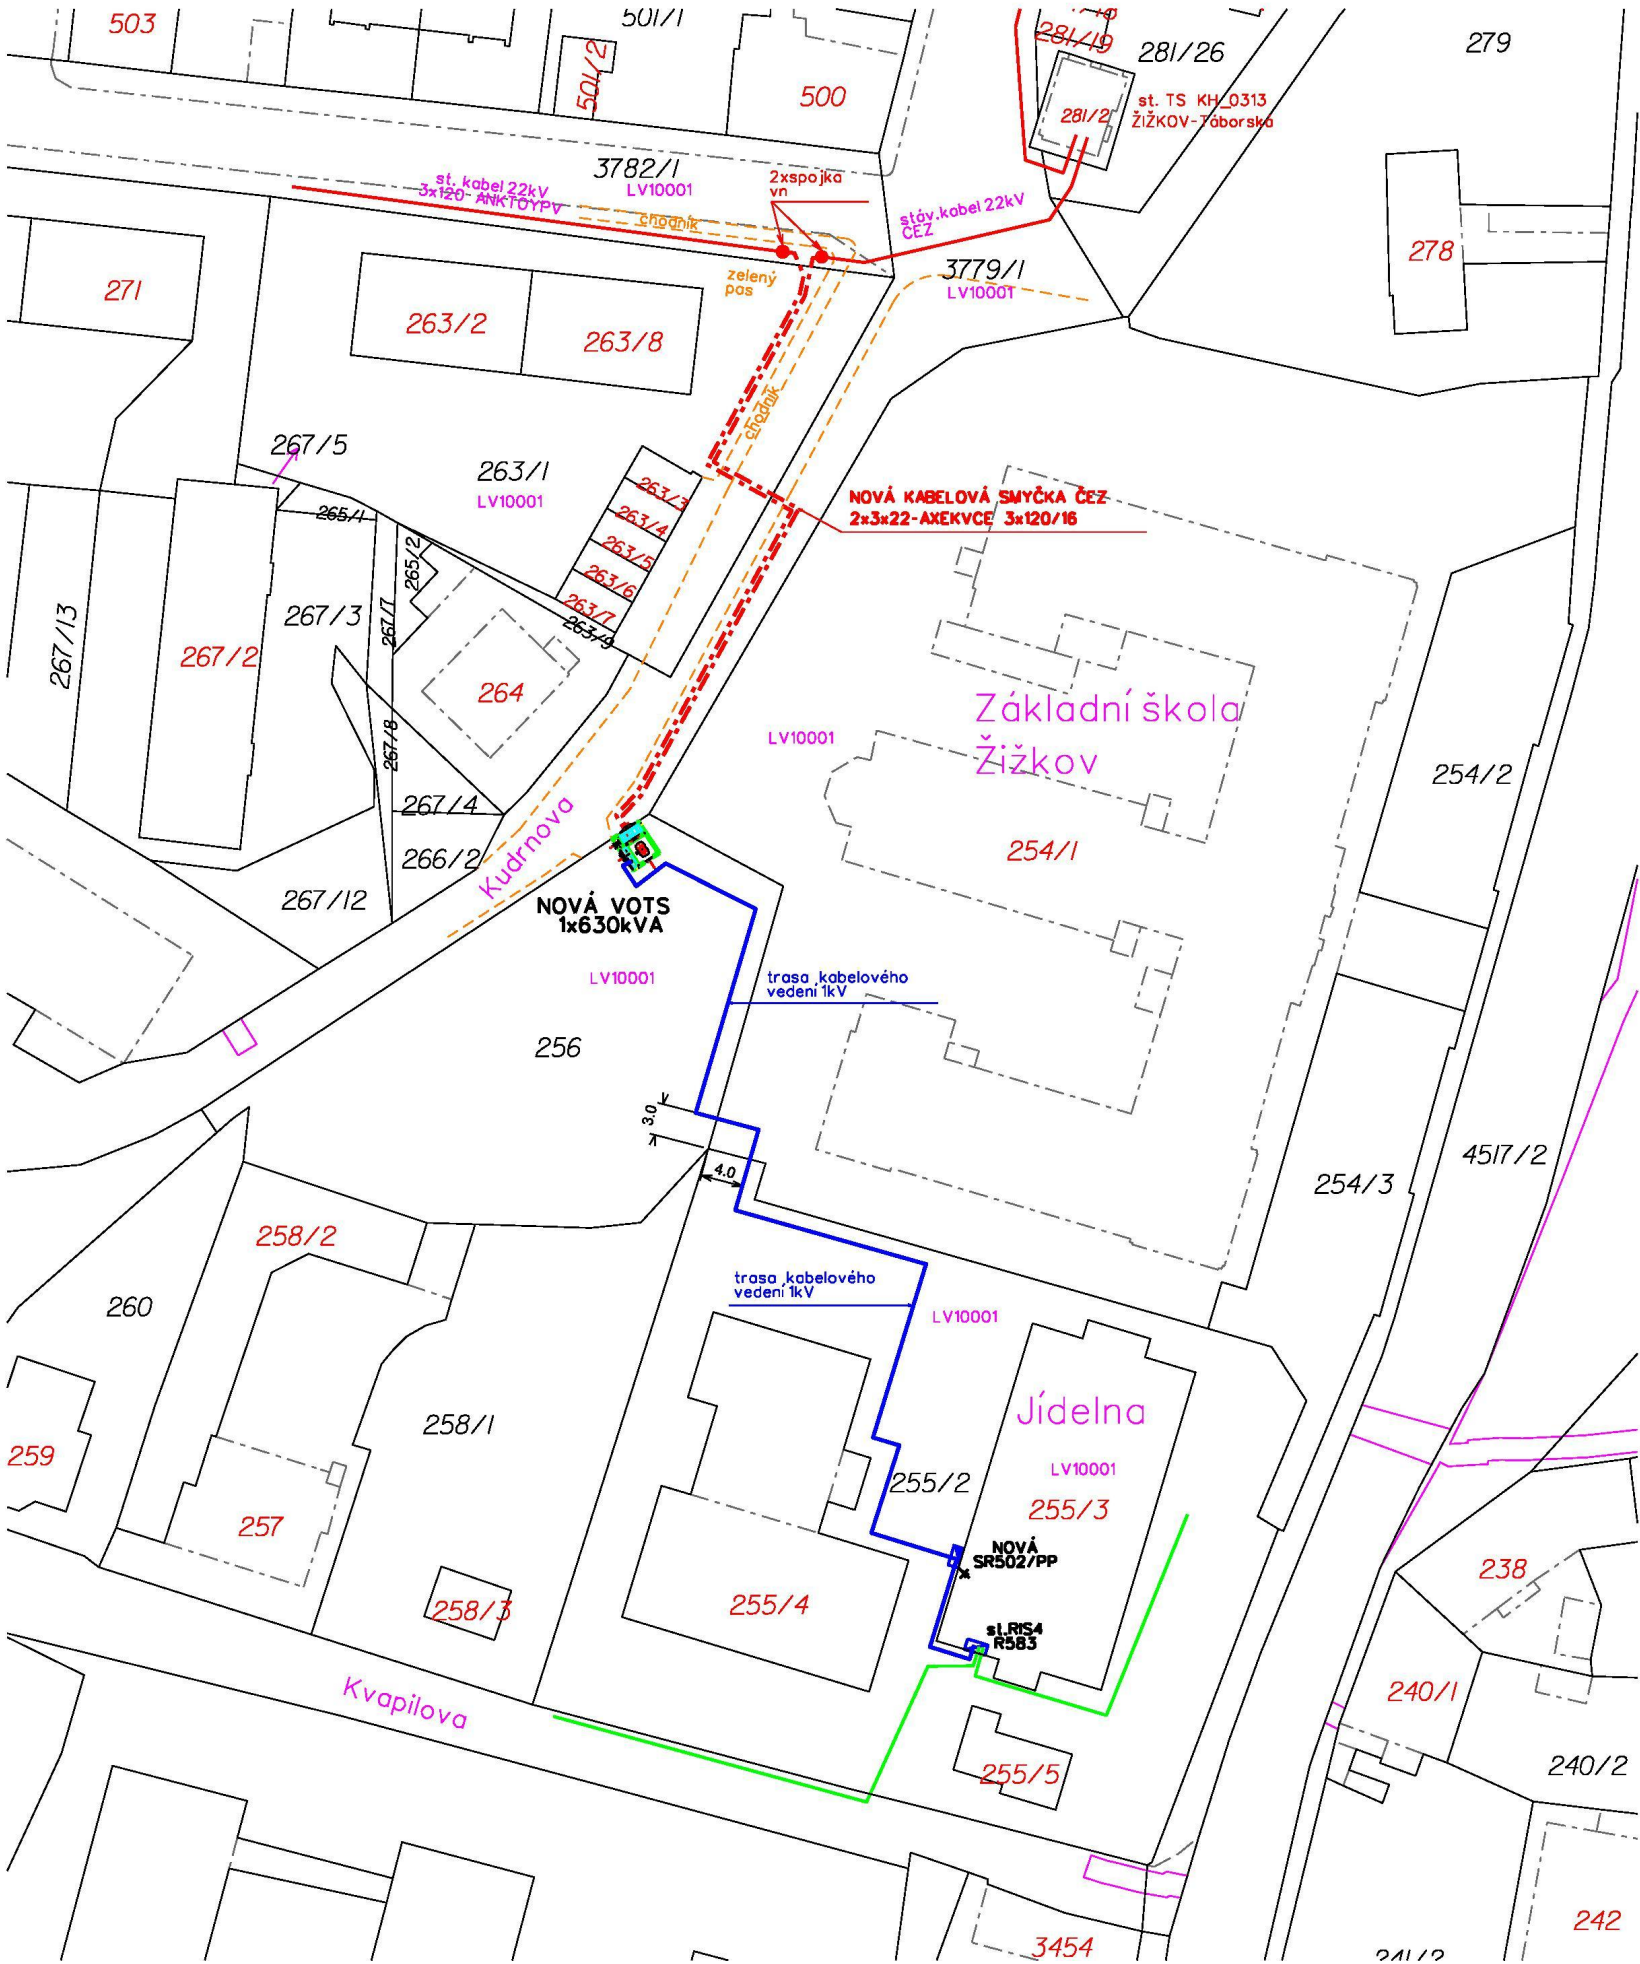 503
501/1
501/2
500
281/19
281/26
279
281/2
st. TS KH_0313
ŽIŽKOV-Táborská
3782/1
LV10001
st. kabel 22kV
3x120 ANKTOYPV
2xspojka
vn
chodník
stáv.kabel 22kV
ČEZ
zelený
pas
3779/1
LV10001
278
271
263/2
263/8
chodník
267/5
263/1
LV10001
263/3
263/4
263/5
263/6
263/7
263/9
NOVÁ KABELOVÁ SMYČKA ČEZ
2x3x22-AXEKVCE 3x120/16
265/1
265/2
267/13
267/2
267/3
267/7
267/8
264
LV10001
Základní škola
Žižkov
254/2
267/4
266/2
267/12
Kudrnova
254/1
NOVÁ VOTS
1x630kVA
LV10001
trasa kabelového
vedení 1kV
256
3.0
4.0
4517/2
254/3
258/2
260
trasa kabelového
vedení 1kV
LV10001
Jídelna
258/1
259
257
255/2
LV10001
255/3
NOVÁ
SR502/PP
238
258/3
255/4
st.RIS4
R583
Kvapilova
240/1
255/5
240/2
242
3454